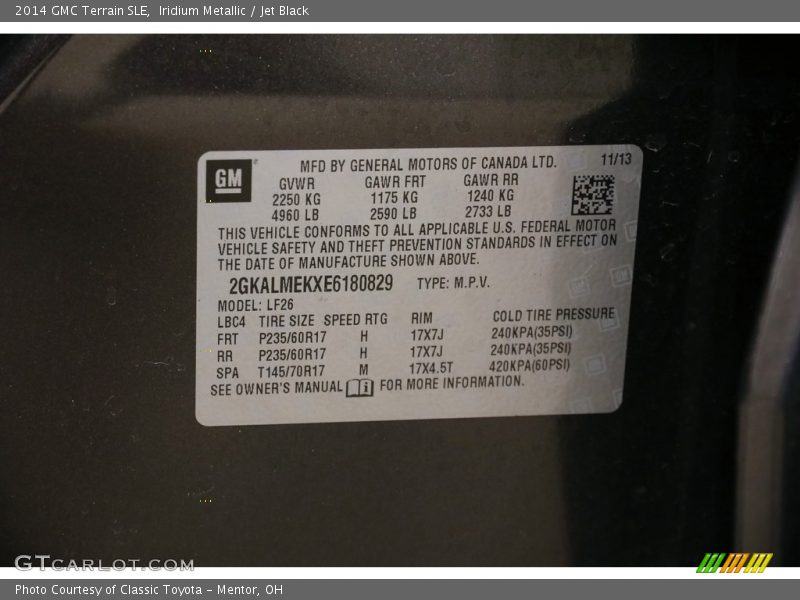 2014 GMC Terrain SLE, Iridium Metallic / Jet Black
GM
MFD BY GENERAL MOTORS OF CANADA LTD. 11/13
GVWR GAWR FRT GAWR RR
2250 KG 1175 KG 1240 KG
4960 LB 2590 LB 2733 LB
THIS VEHICLE CONFORMS TO ALL APPLICABLE U.S. FEDERAL MOTOR
VEHICLE SAFETY AND THEFT PREVENTION STANDARDS IN EFFECT ON
THE DATE OF MANUFACTURE SHOWN ABOVE.
2GKALMEKXE6180829 TYPE: M.P.V.
MODEL: LF26
LBC4 TIRE SIZE SPEED RTG RIM COLD TIRE PRESSURE
FRT P235/60R17 H 17X7J 240KPA(35PSI)
RR P235/60R17 H 17X7J 240KPA(35PSI)
SPA T145/70R17 M 17X4.5T 420KPA(60PSI)
SEE OWNER'S MANUAL i FOR MORE INFORMATION.
GTCARLOT.COM
Photo Courtesy of Classic Toyota - Mentor, OH